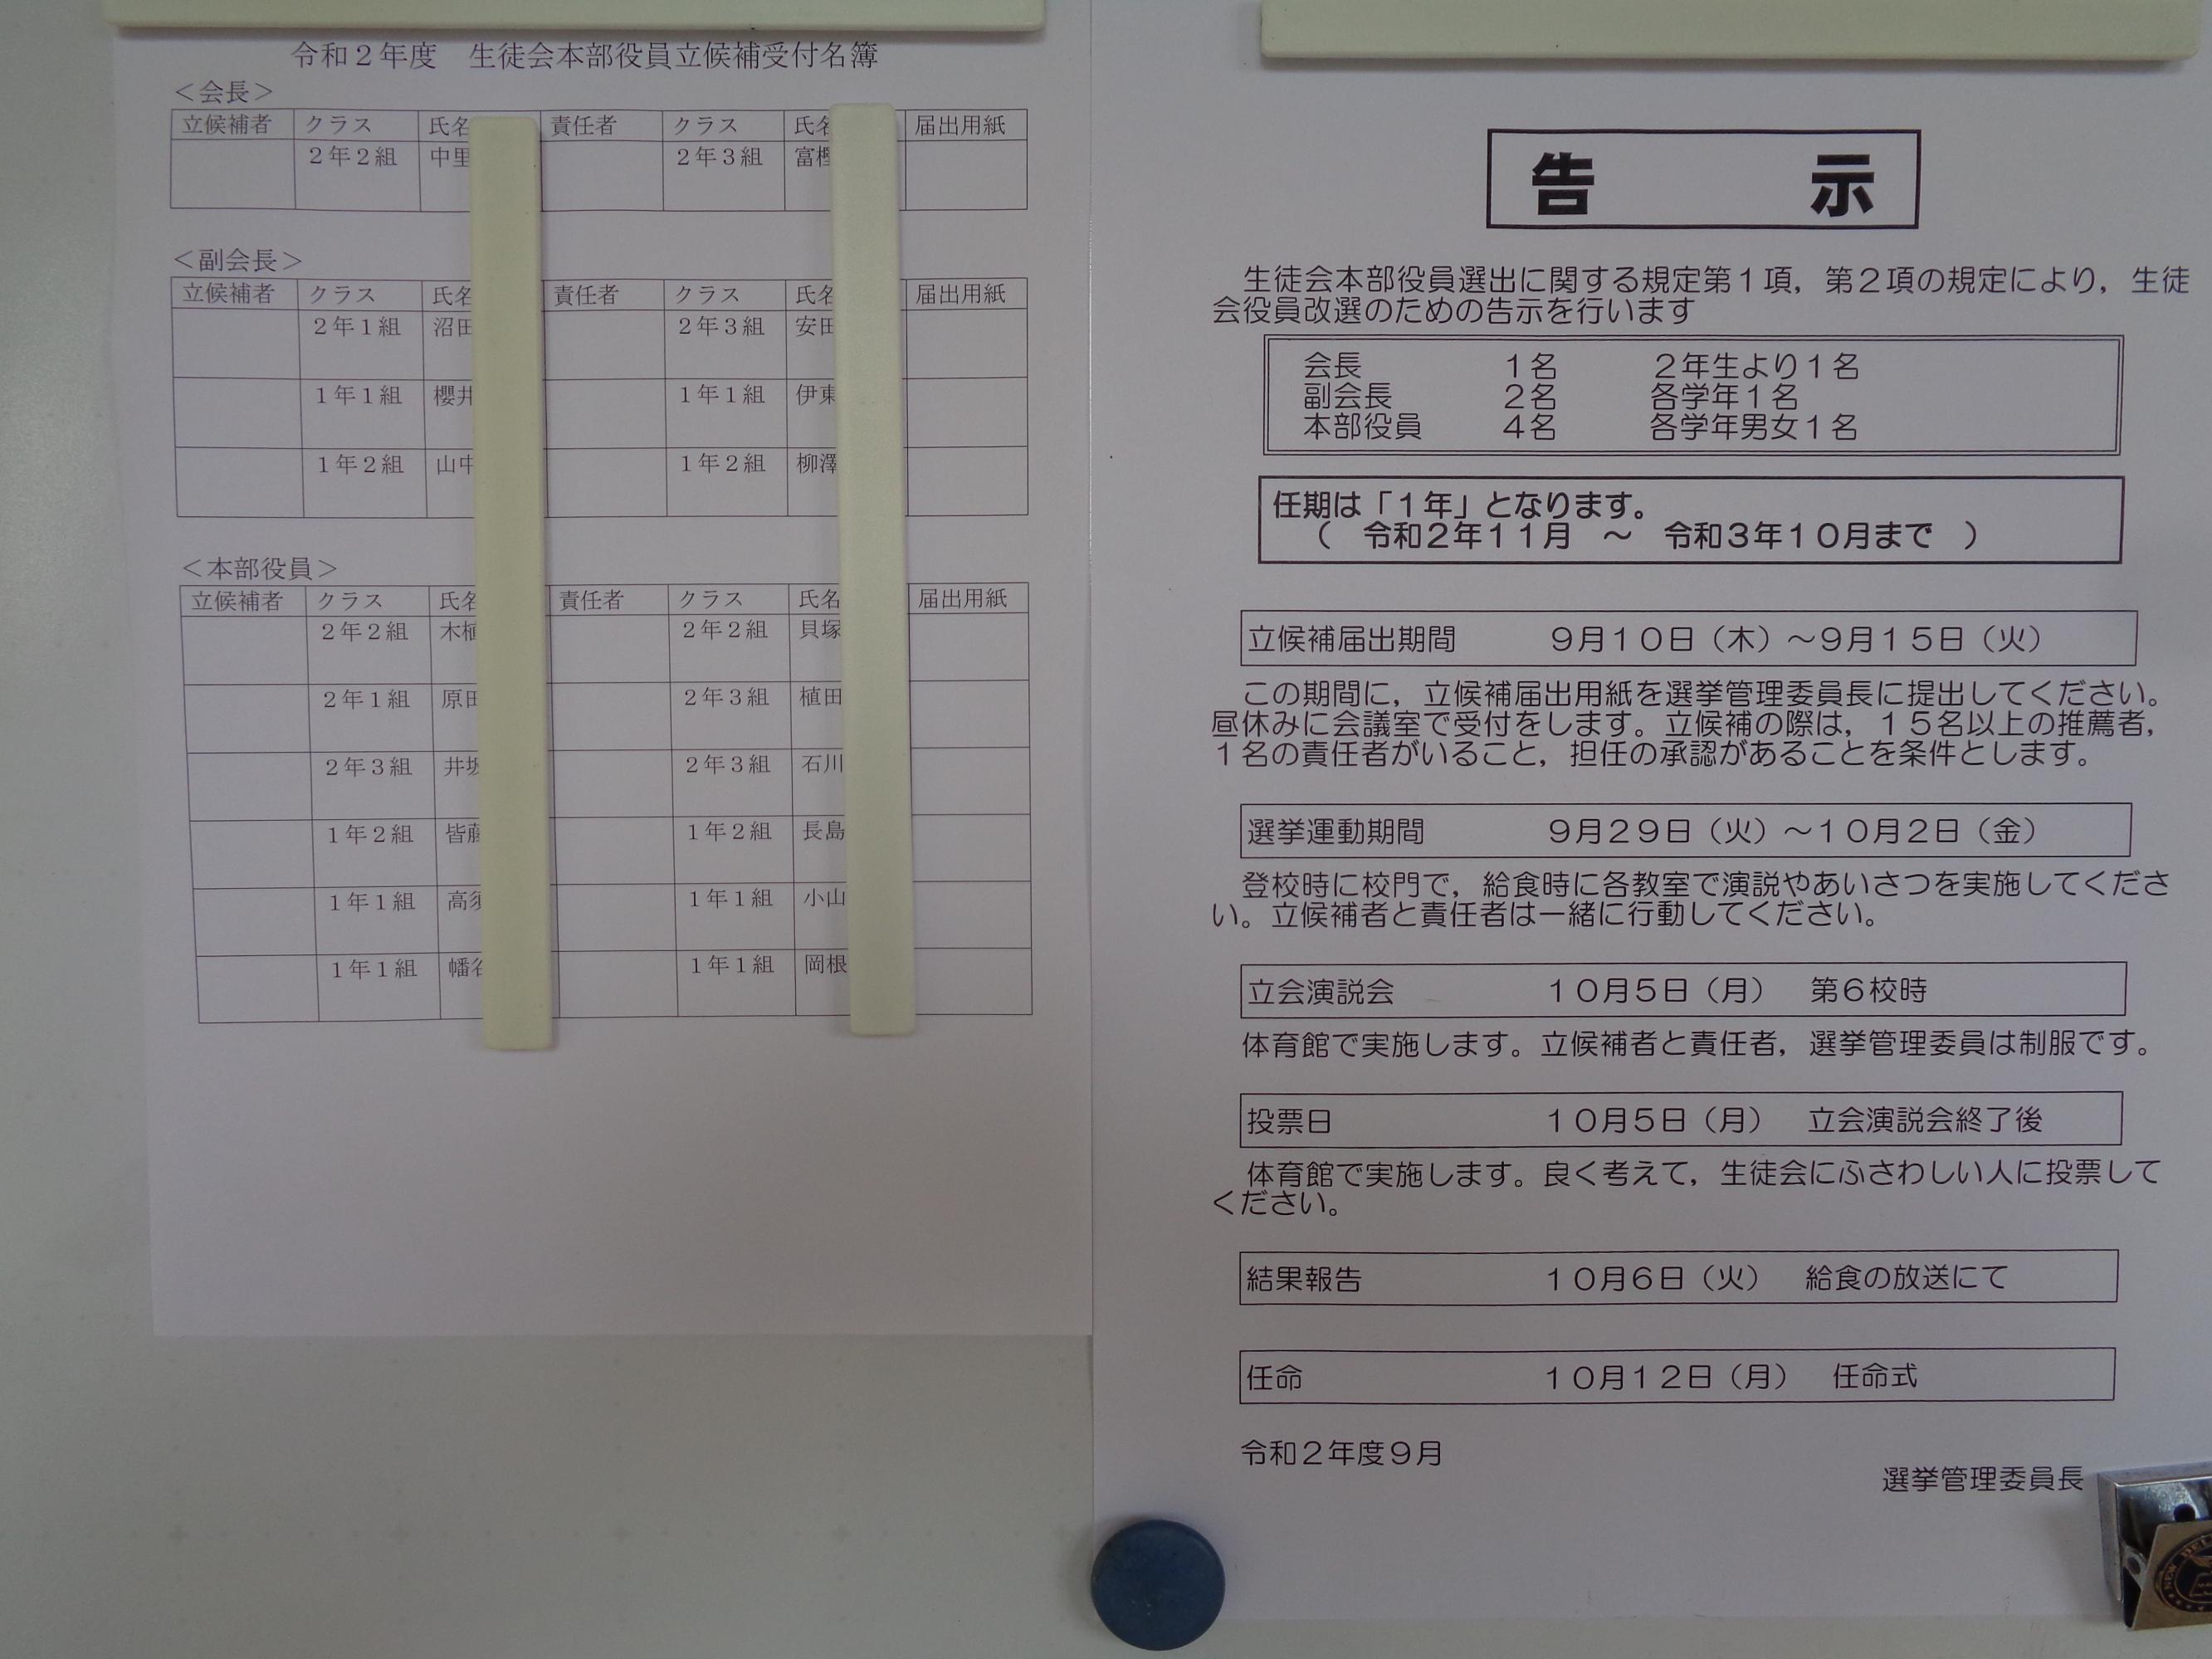 令和２年度　生徒会本部役員立候補受付名簿
＜会長＞
立候補者 クラス 氏名 責任者 クラス 氏名 届出用紙
２年２組 中里 ２年３組 富樫
＜副会長＞
立候補者 クラス 氏名 責任者 クラス 氏名 届出用紙
２年１組 沼田 ２年３組 安田
１年１組 櫻井 １年１組 伊東
１年２組 山中 １年２組 柳澤
＜本部役員＞
立候補者 クラス 氏名 責任者 クラス 氏名 届出用紙
２年２組 木植 ２年２組 貝塚
２年１組 原田 ２年３組 植田
２年３組 井坂 ２年３組 石川
１年２組 皆藤 １年２組 長島
１年１組 高須 １年１組 小山
１年１組 幡谷 １年１組 岡根
告　示
生徒会本部役員選出に関する規定第１項，第２項の規定により，生徒
会役員改選のための告示を行います
会長　１名　２年生より１名
副会長　２名　各学年１名
本部役員　４名　各学年男女１名
任期は「１年」となります。
（　令和２年１１月　～　令和３年１０月まで　）
立候補届出期間　９月１０日（木）～９月１５日（火）
この期間に，立候補届出用紙を選挙管理委員長に提出してください。
昼休みに会議室で受付をします。立候補の際は，１５名以上の推薦者，
１名の責任者がいること，担任の承認があることを条件とします。
選挙運動期間　９月２９日（火）～１０月２日（金）
登校時に校門で，給食時に各教室で演説やあいさつを実施してくださ
い。立候補者と責任者は一緒に行動してください。
立会演説会　１０月５日（月）　第６校時
体育館で実施します。立候補者と責任者，選挙管理委員は制服です。
投票日　１０月５日（月）　立会演説会終了後
体育館で実施します。良く考えて，生徒会にふさわしい人に投票して
ください。
結果報告　１０月６日（火）　給食の放送にて
任命　１０月１２日（月）　任命式
令和２年度９月
選挙管理委員長